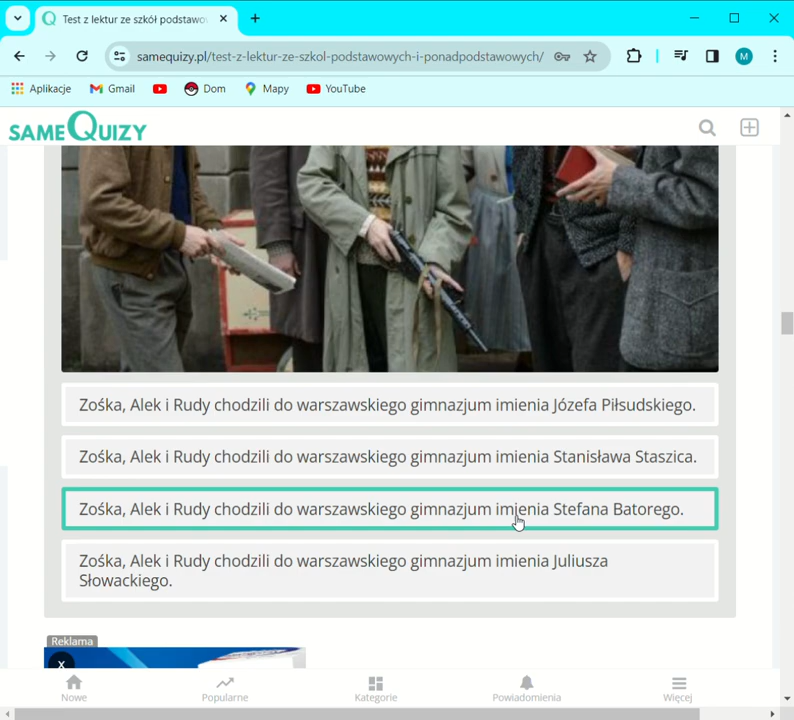 Test z lektur ze szkół podstawow
samequizy.pl/test-z-lektur-ze-szkol-podstawowych-i-ponadpodstawowych/
M
Aplikacje
Gmail
Dom
Mapy
YouTube
SAMEQUIZY
Zośka, Alek i Rudy chodzili do warszawskiego gimnazjum imienia Józefa Piłsudskiego.
Zośka, Alek i Rudy chodzili do warszawskiego gimnazjum imienia Stanisława Staszica.
Zośka, Alek i Rudy chodzili do warszawskiego gimnazjum imienia Stefana Batorego.
Zośka, Alek i Rudy chodzili do warszawskiego gimnazjum imienia Juliusza
Słowackiego.
Reklama
x
Nowe
Popularne
Kategorie
Powiadomienia
Więcej